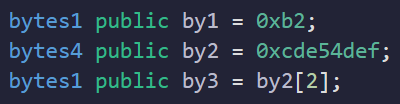 bytes1 public by1 = 0xb2;
bytes4 public by2 = 0xcde54def;
bytes1 public by3 = by2[2];